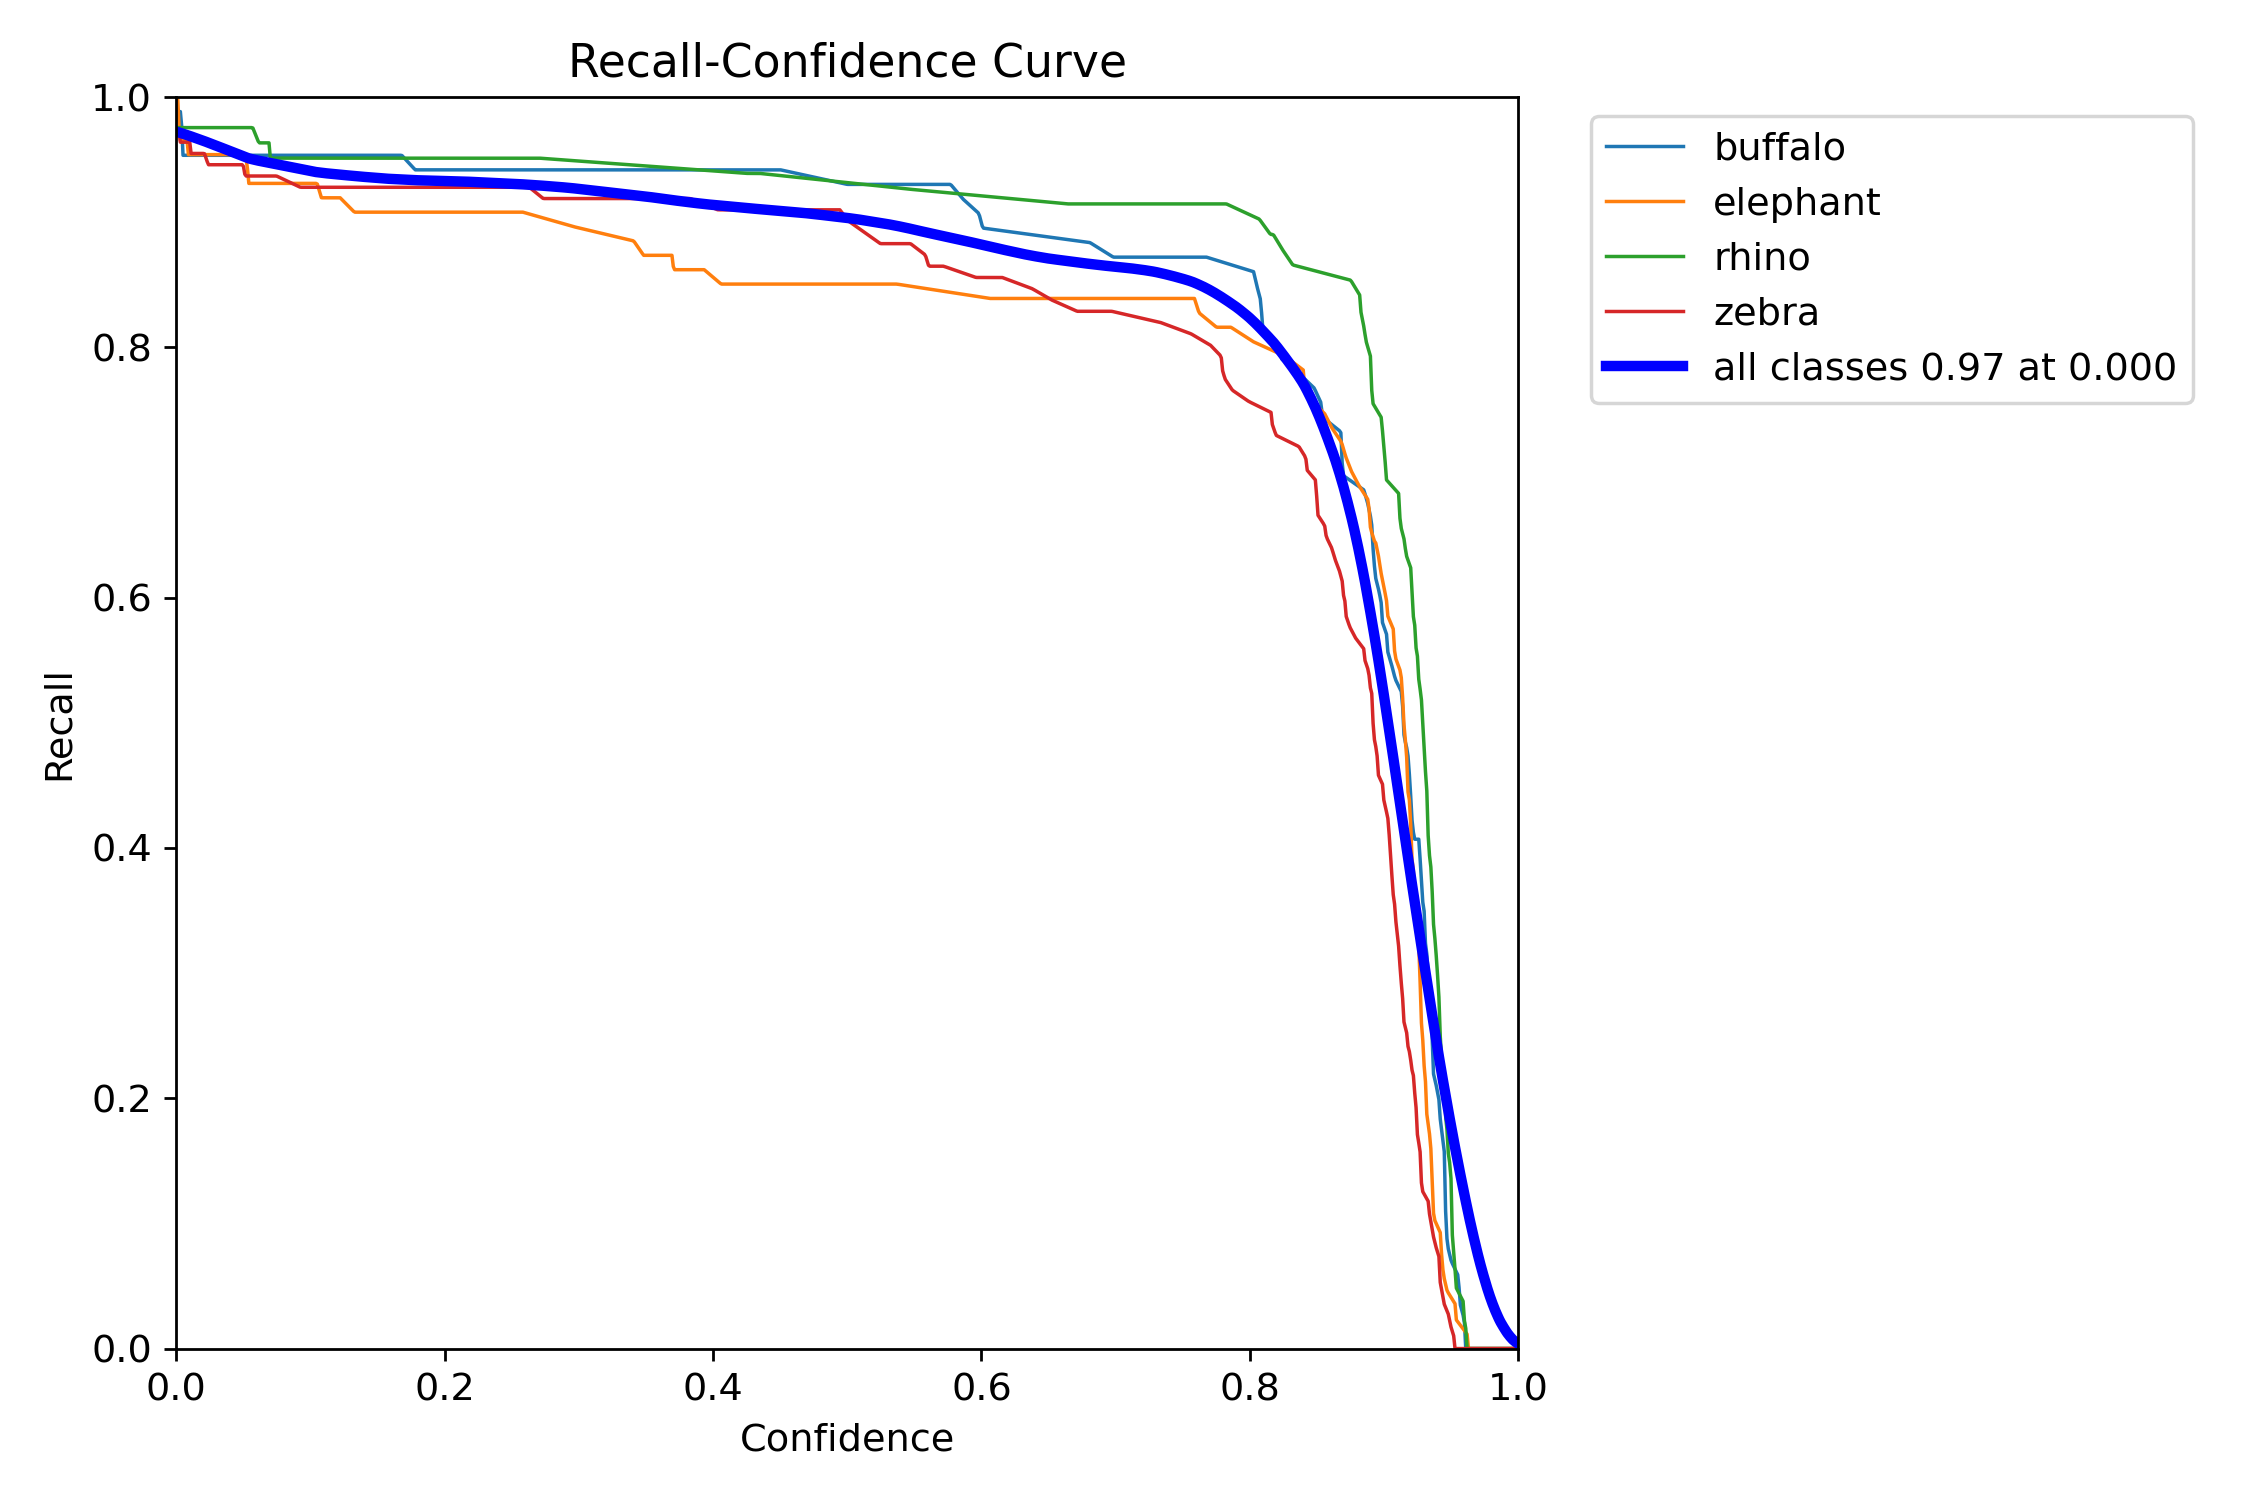 Recall-Confidence Curve
1.0
0.8
0.6
0.4
0.2
0.0
Recall
0.0 0.2 0.4 0.6 0.8 1.0
Confidence
buffalo
elephant
rhino
zebra
all classes 0.97 at 0.000